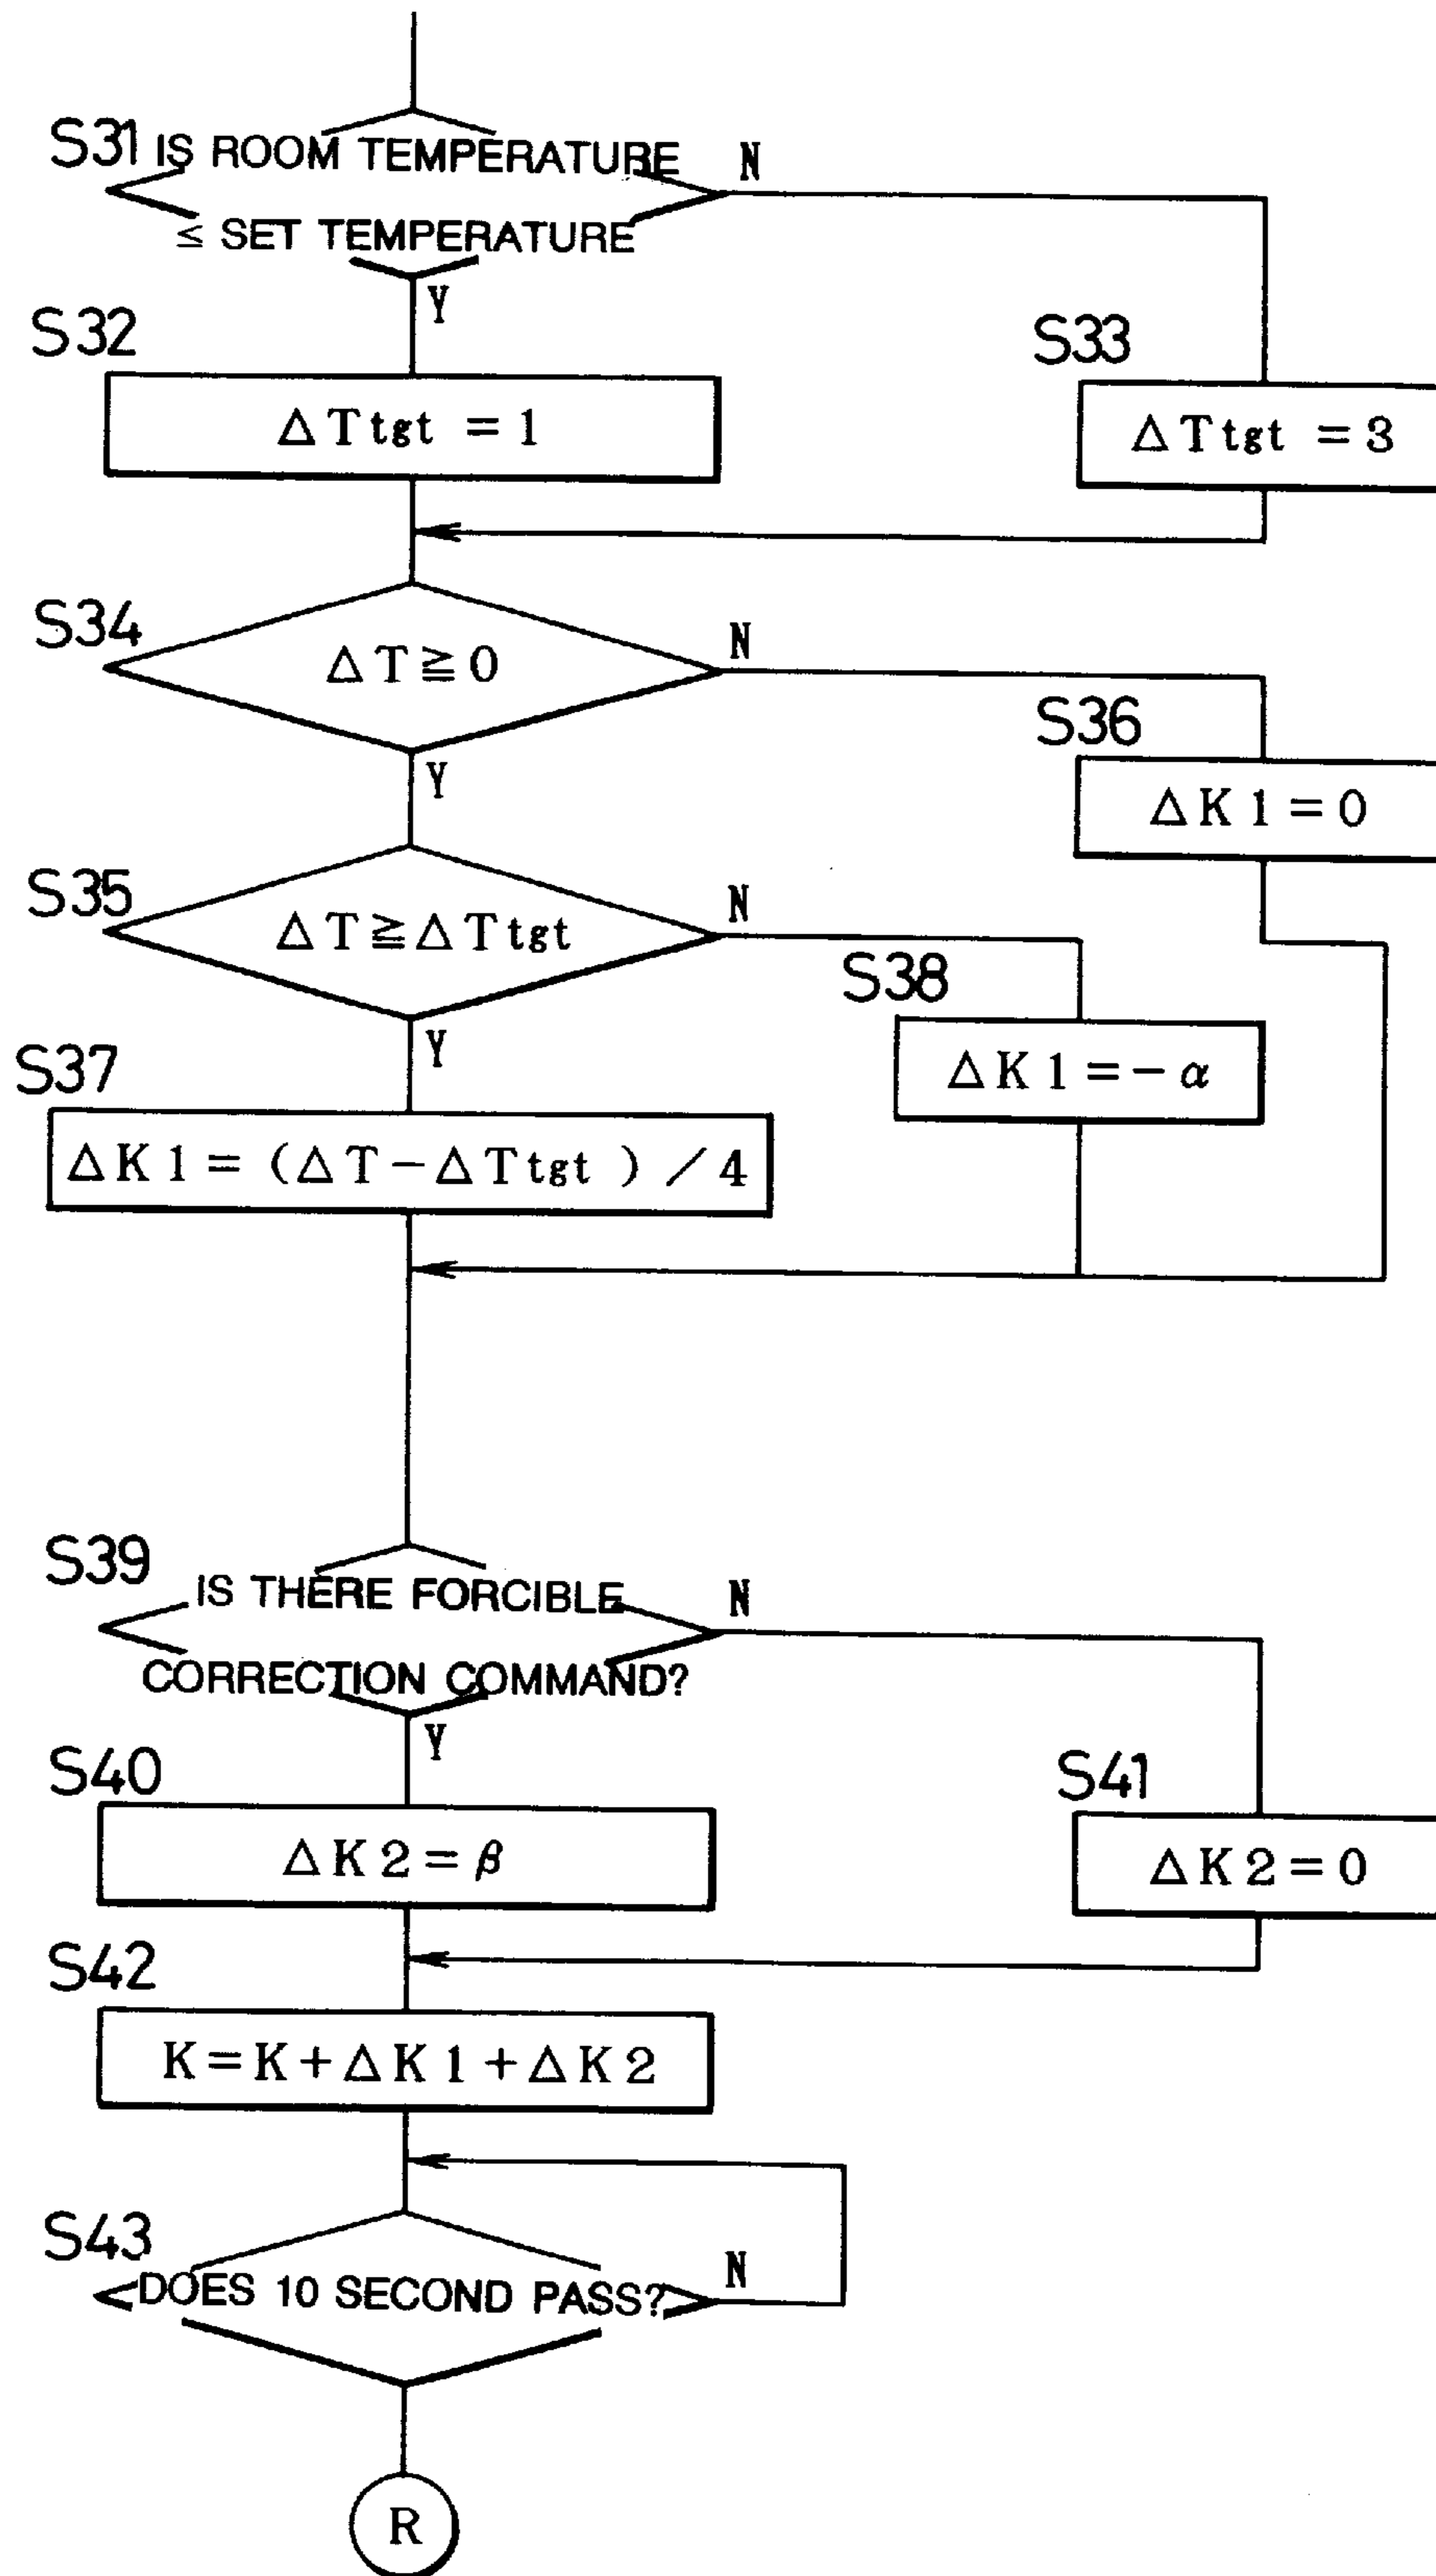 S31 IS ROOM TEMPERATURE N
≤ SET TEMPERATURE
Y
S32
S33
ΔTtgt = 1
ΔTtgt = 3
S34
ΔT≧0
N
S36
Y
ΔK1=0
S35
ΔT≧ΔTtgt
N
S38
Y
ΔK1=-α
S37
ΔK1=(ΔT-ΔTtgt )/4
S39
IS THERE FORCIBLE
N
CORRECTION COMMAND?
Y
S40
S41
ΔK2=β
ΔK2=0
S42
K=K+ΔK1+ΔK2
S43
DOES 10 SECOND PASS?
N
R